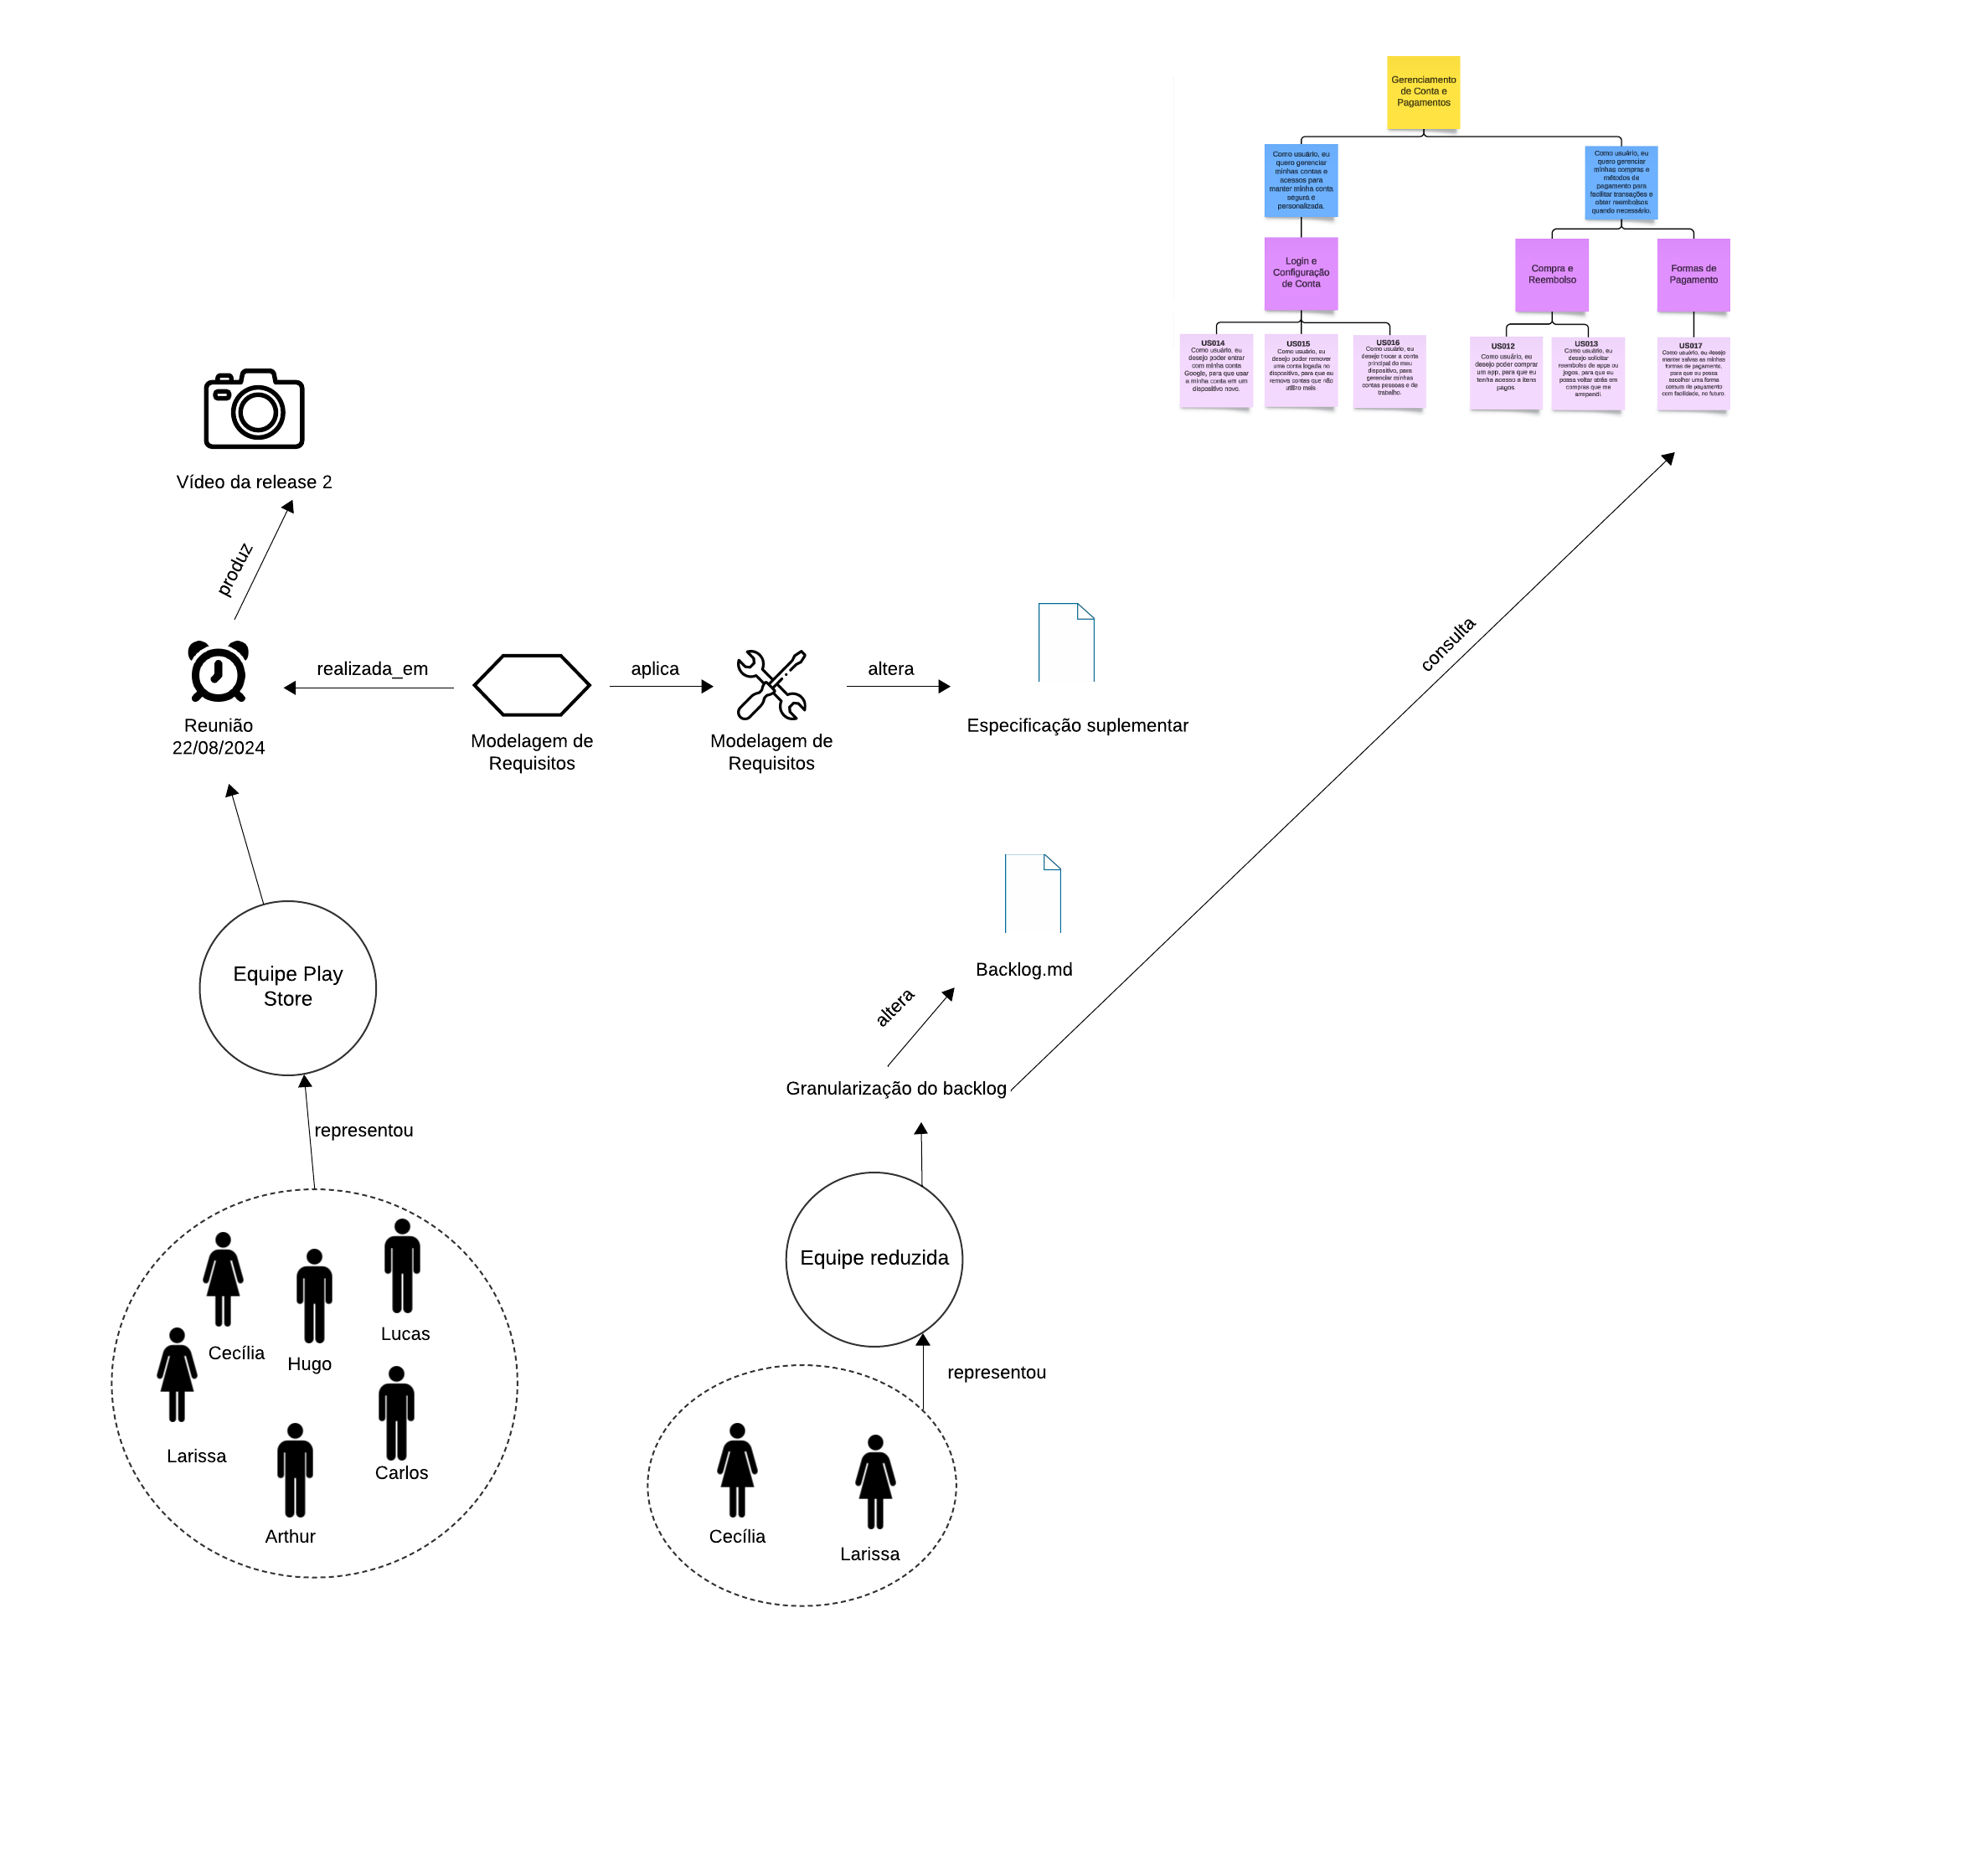 Gerenciamento
de Conta e
Pagamentos
Como usuário, eu
quero gerenciar
minhas contas e
acessos para
manter minha conta
segura e
personalizada.
Como usuário, eu
quero gerenciar
minhas compras e
métodos de
pagamento para
facilitar transações e
obter reembolsos
quando necessário.
Login e
Configuração
de Conta
Compra e
Reembolso
Formas de
Pagamento
US014
Como usuário, eu
desejo poder entrar
com minha conta
Google, para que usar
a minha conta em um
dispositivo novo.
US015
Como usuário, eu
desejo poder remover
uma conta logada no
dispositivo, para que eu
remova contas que não
utilizo mais
US016
Como usuário, eu
desejo trocar a conta
principal do meu
dispositivo, para
gerenciar minhas
contas pessoas e de
trabalho.
US012
Como usuário, eu
desejo poder comprar
um app, para que eu
tenha acesso a itens
pagos.
US013
Como usuário, eu
desejo solicitar
reembolso de apps ou
jogos, para que eu
possa voltar atrás em
compras que me
arrependi.
US017
Como usuário, eu desejo
manter salvas as minhas
formas de pagamento,
para que eu possa
escolher uma forma
comum de pagamento
com facilidade, no futuro.
Vídeo da release 2
produz
Reunião
22/08/2024
realizada_em
Modelagem de
Requisitos
aplica
Modelagem de
Requisitos
altera
Especificação suplementar
consulta
Backlog.md
altera
Granularização do backlog
Equipe Play
Store
representou
Cecília
Hugo
Lucas
Larissa
Carlos
Arthur
Equipe reduzida
representou
Cecília
Larissa